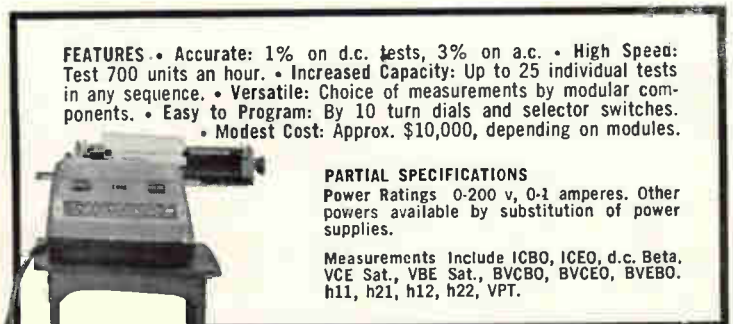 FEATURES • Accurate: 1% on d.c. tests, 3% on a.c. • High Speed:
Test 700 units an hour. • Increased Capacity: Up to 25 individual tests
in any sequence. • Versatile: Choice of measurements by modular com-
ponents. • Easy to Program: By 10 turn dials and selector switches.
• Modest Cost: Approx. $10,000, depending on modules.
PARTIAL SPECIFICATIONS
Power Ratings 0-200 v, 0-1 amperes. Other
powers available by substitution of power
supplies.
Measurements Include ICBO, ICEO, d.c. Beta,
VCE Sat., VBE Sat., BVCBO, BVCEO, BVEBO.
h11, h21, h12, h22, VPT.